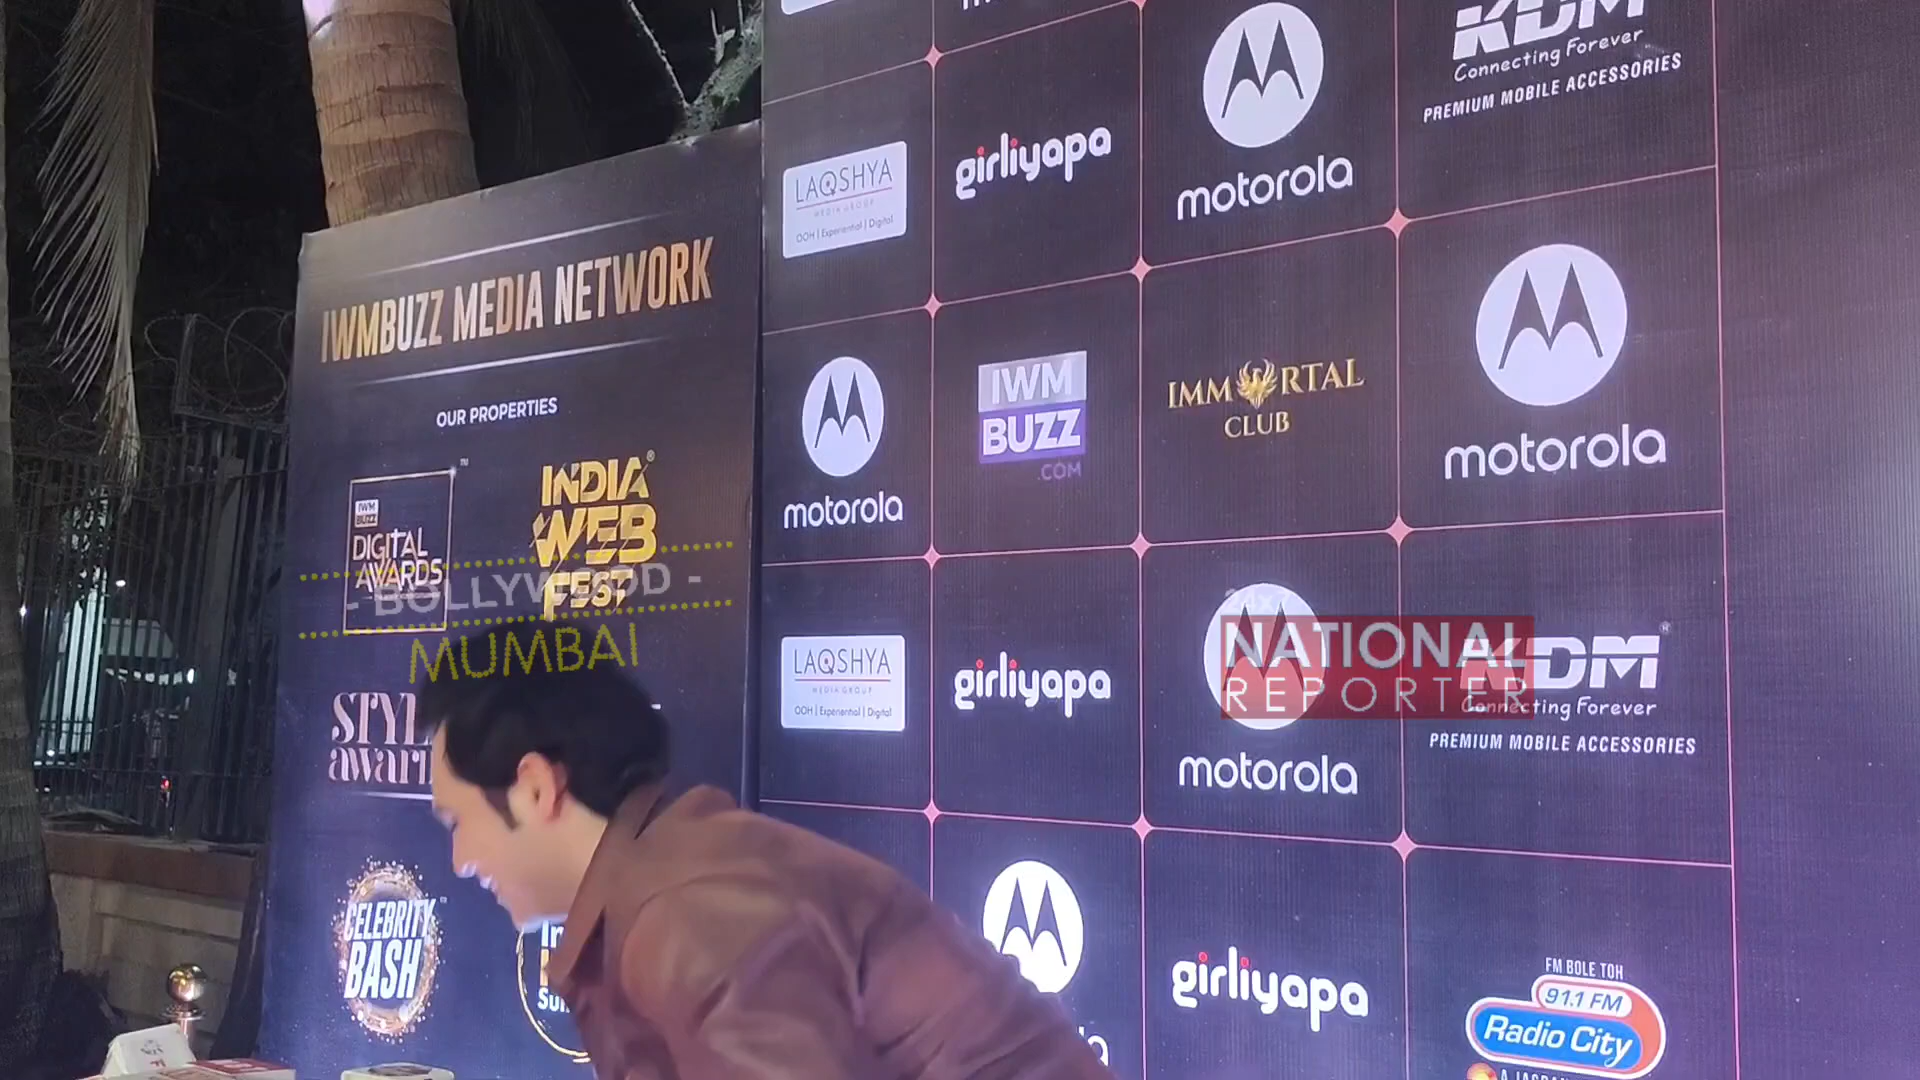 IWMBUZZ MEDIA NETWORK
OUR PROPERTIES
IWM
BUZZ
DIGITAL
AWARDS
TM
INDIA
WEB
FEST
®
- BOLLYWOOD -
MUMBAI
STYLE
CELEBRITY
BASH
LAQSHYA
MEDIA GROUP
OOH | Experiential | Digital
girliyapa
motorola
KDM
Connecting Forever
PREMIUM MOBILE ACCESSORIES
motorola
IWM
BUZZ
.COM
IMMORTAL
CLUB
motorola
LAQSHYA
MEDIA GROUP
OOH | Experiential | Digital
girliyapa
motorola
24x7
NATIONAL
REPORTER
KDM
®
Connecting Forever
PREMIUM MOBILE ACCESSORIES
girliyapa
FM BOLE TOH
91.1 FM
Radio City